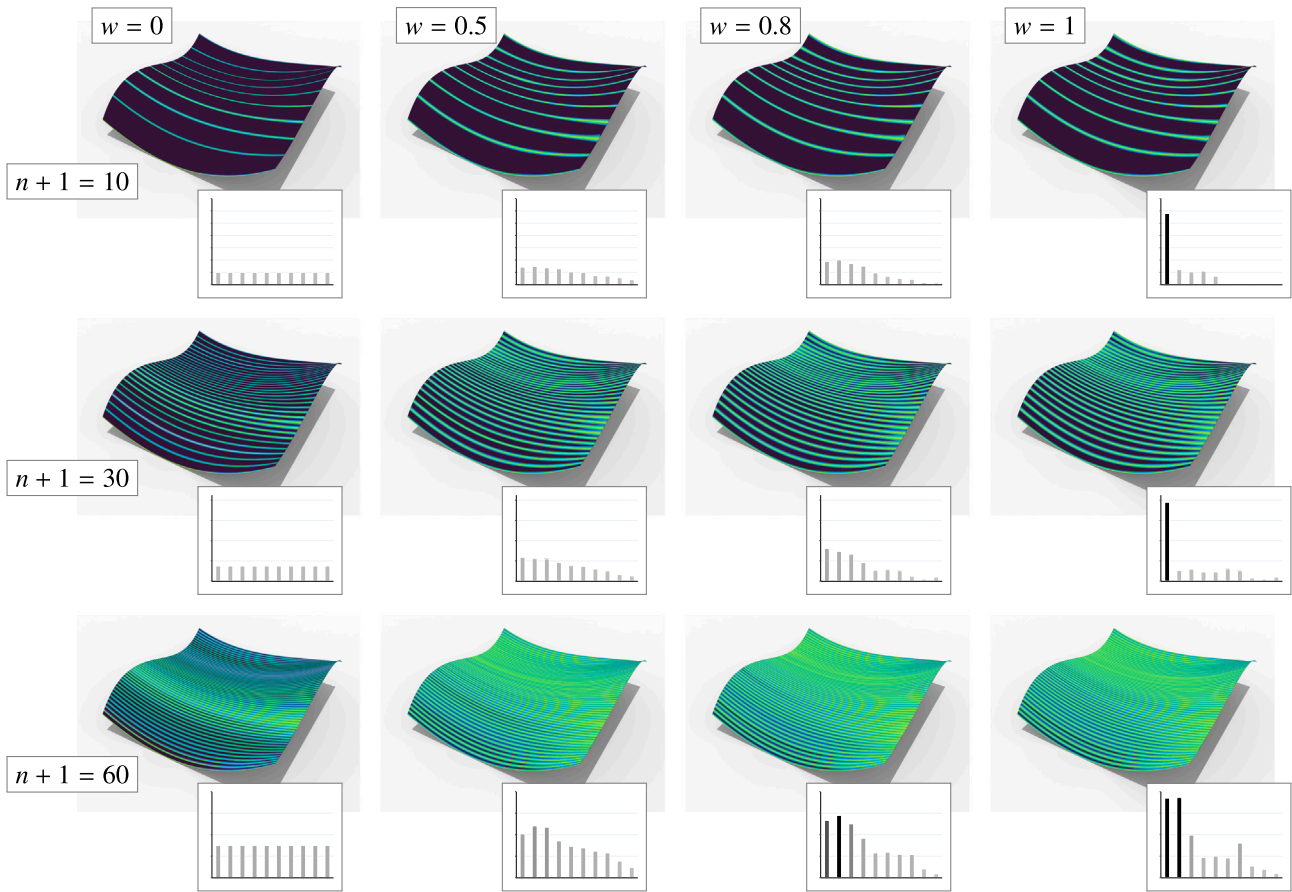 w = 0
w = 0.5
w = 0.8
w = 1
n + 1 = 10
n + 1 = 30
n + 1 = 60